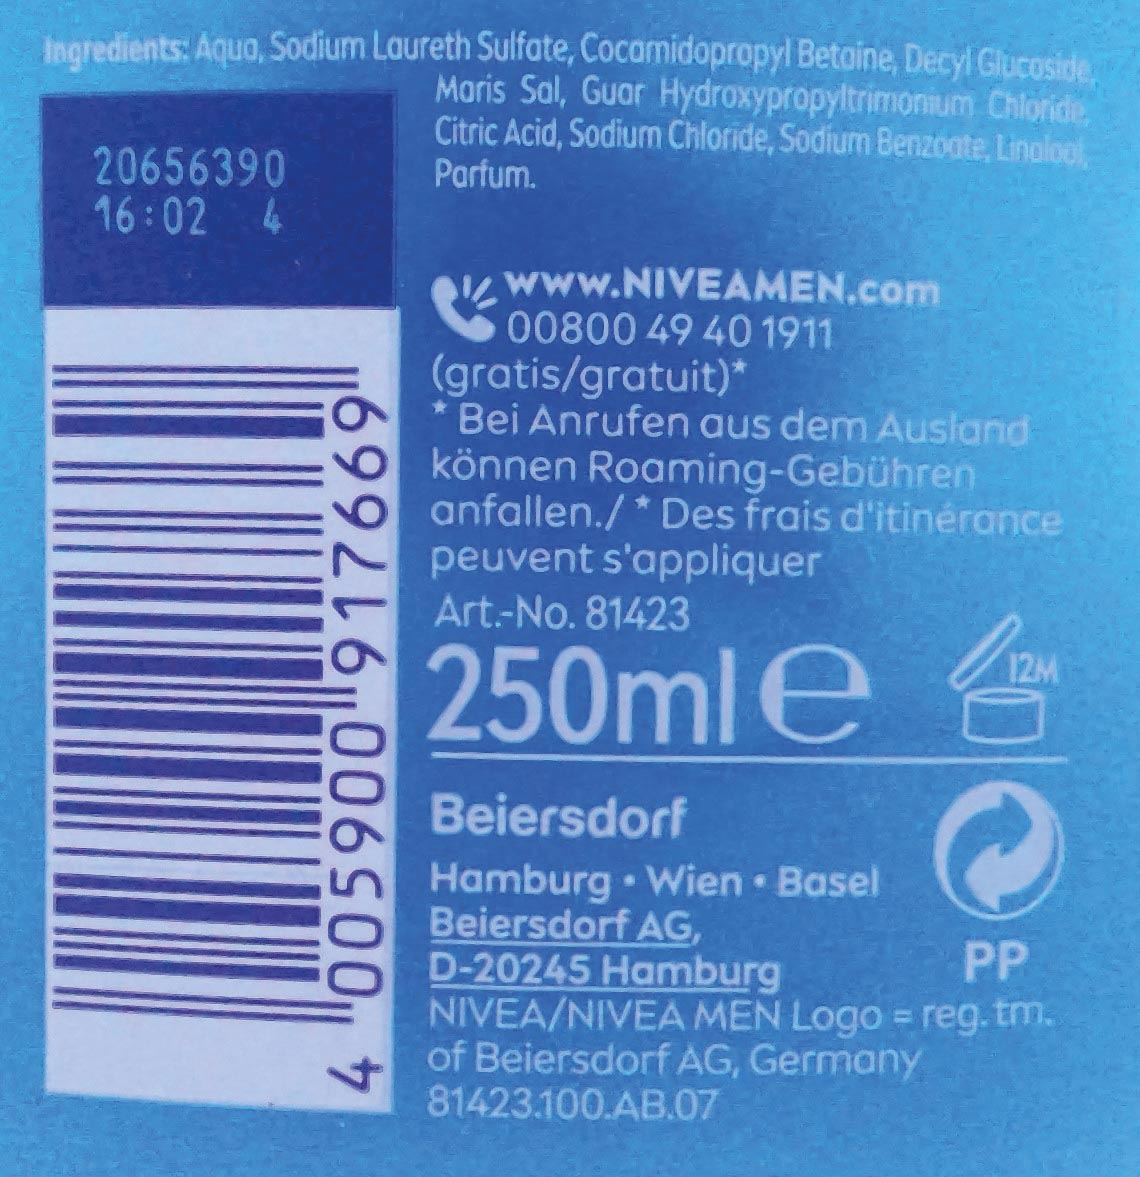 Ingredients: Aqua, Sodium Laureth Sulfate, Cocamidopropyl Betaine, Decyl Glucoside,
Maris Sal, Guar Hydroxypropyltrimonium Chloride,
Citric Acid, Sodium Chloride, Sodium Benzoate, Linalool,
Parfum.
20656390
16:02 4
4 005900 917669
www.NIVEAMEN.com
00800 49 40 1911
(gratis/gratuit)*
* Bei Anrufen aus dem Ausland
können Roaming-Gebühren
anfallen./ * Des frais d'itinérance
peuvent s'appliquer
Art.-No. 81423
250ml e
12M
Beiersdorf
Hamburg • Wien • Basel
Beiersdorf AG,
D-20245 Hamburg
PP
NIVEA/NIVEA MEN Logo = reg. tm.
of Beiersdorf AG, Germany
81423.100.AB.07